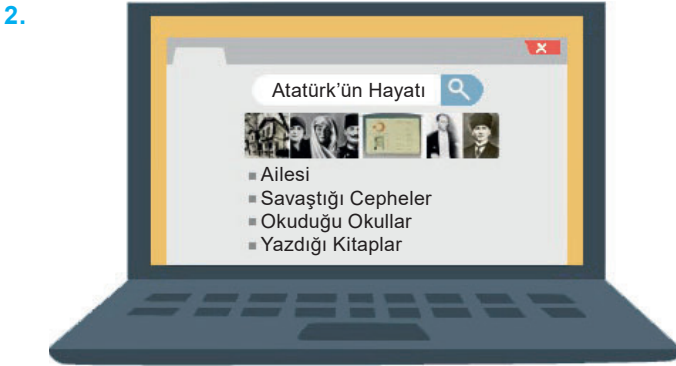 2.
Atatürk'ün Hayatı
Ailesi
Savaştığı Cepheler
Okuduğu Okullar
Yazdığı Kitaplar